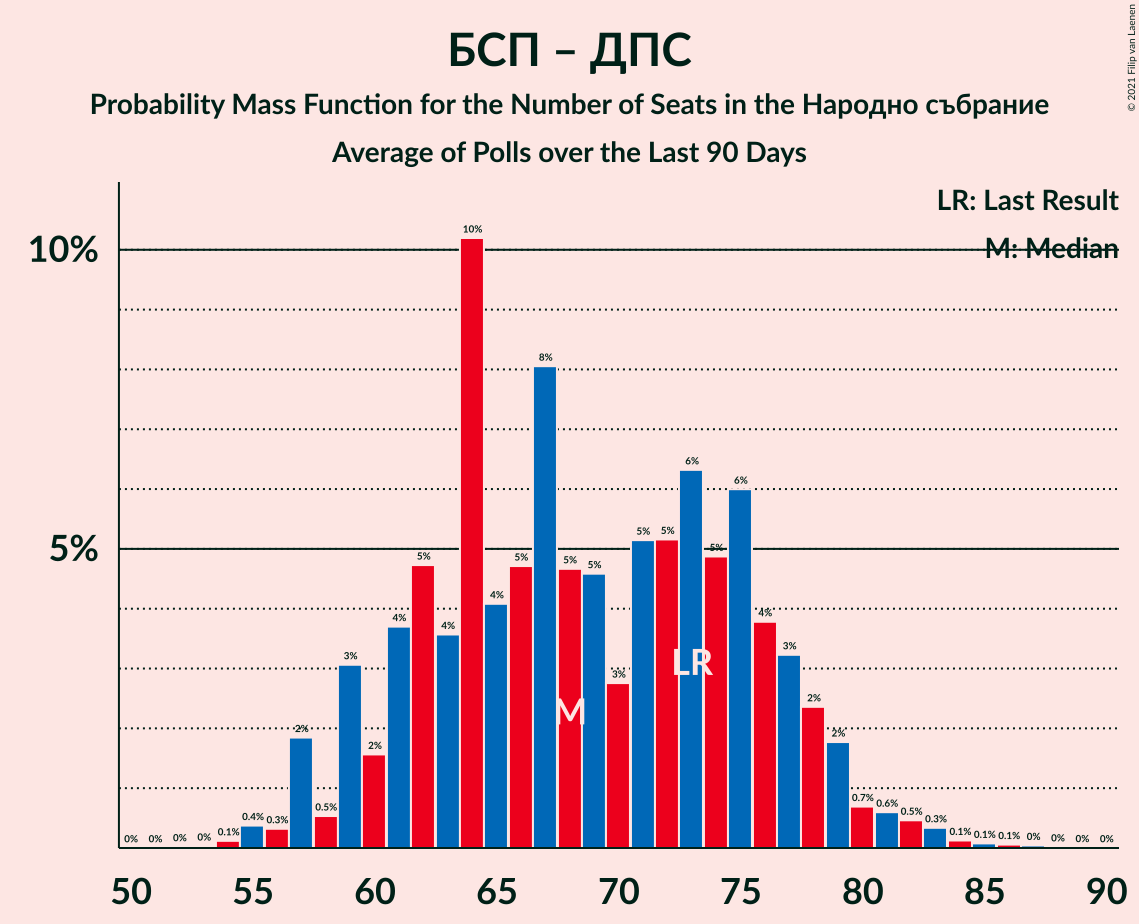 БСП – ДПС
Probability Mass Function for the Number of Seats in the Народно събрание
Average of Polls over the Last 90 Days
© 2021 Filip van Laenen
LR: Last Result
M: Median
10%
5%
0% 0% 0% 0% 0.1% 0.4% 0.3% 2% 0.5% 3% 2% 4% 5% 4% 10% 4% 5% 8% 5% 5% 3% 5% 5% 6% 5% 6% 4% 3% 2% 2% 0.7% 0.6% 0.5% 0.3% 0.1% 0.1% 0.1% 0% 0% 0% 0%
LR
M
50 55 60 65 70 75 80 85 90